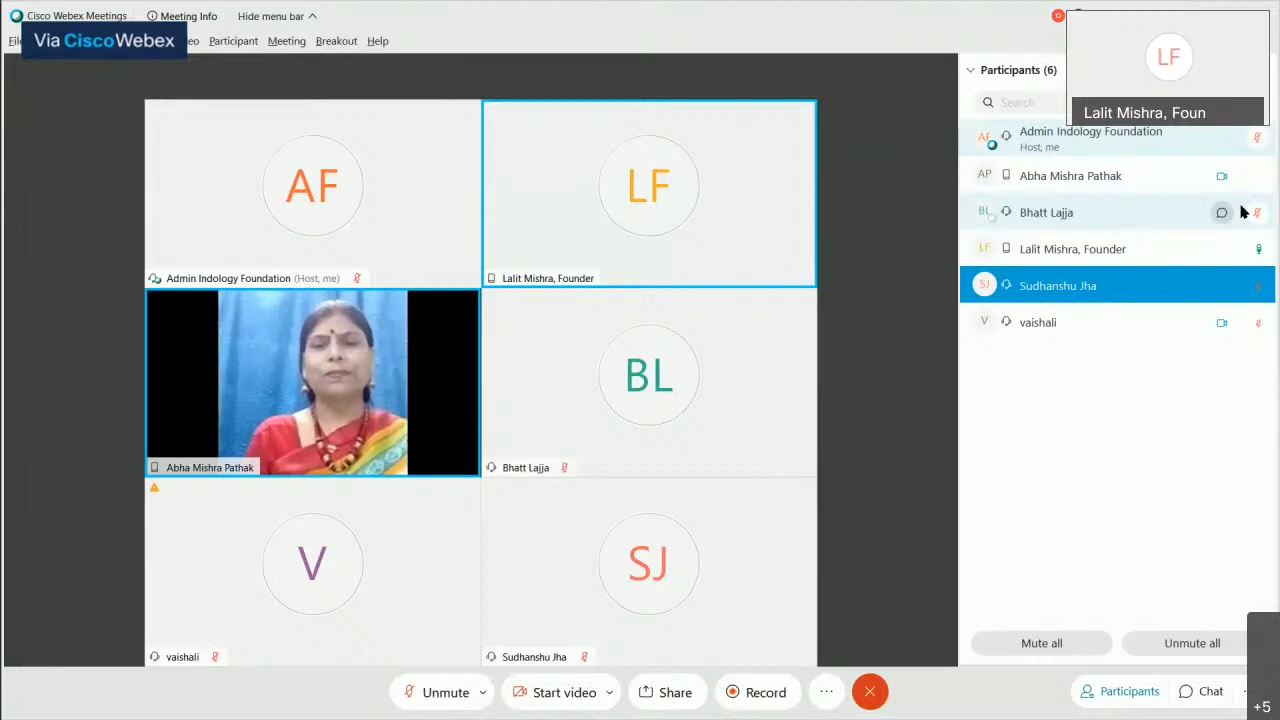 Cisco Webex Meetings
Meeting Info
Hide menu bar
Via CiscoWebex
Participant
Meeting
Breakout
Help
LF
Lalit Mishra, Foun
Participants (6)
Search
AF
Admin Indology Foundation
Host, me
AP
Abha Mishra Pathak
BL
Bhatt Lajja
LF
Lalit Mishra, Founder
SJ
Sudhanshu Jha
V
vaishali
AF
Admin Indology Foundation (Host, me)
LF
Lalit Mishra, Founder
Abha Mishra Pathak
BL
Bhatt Lajja
V
vaishali
SJ
Sudhanshu Jha
Mute all
Unmute all
Unmute
Start video
Share
Record
Participants
Chat
+5